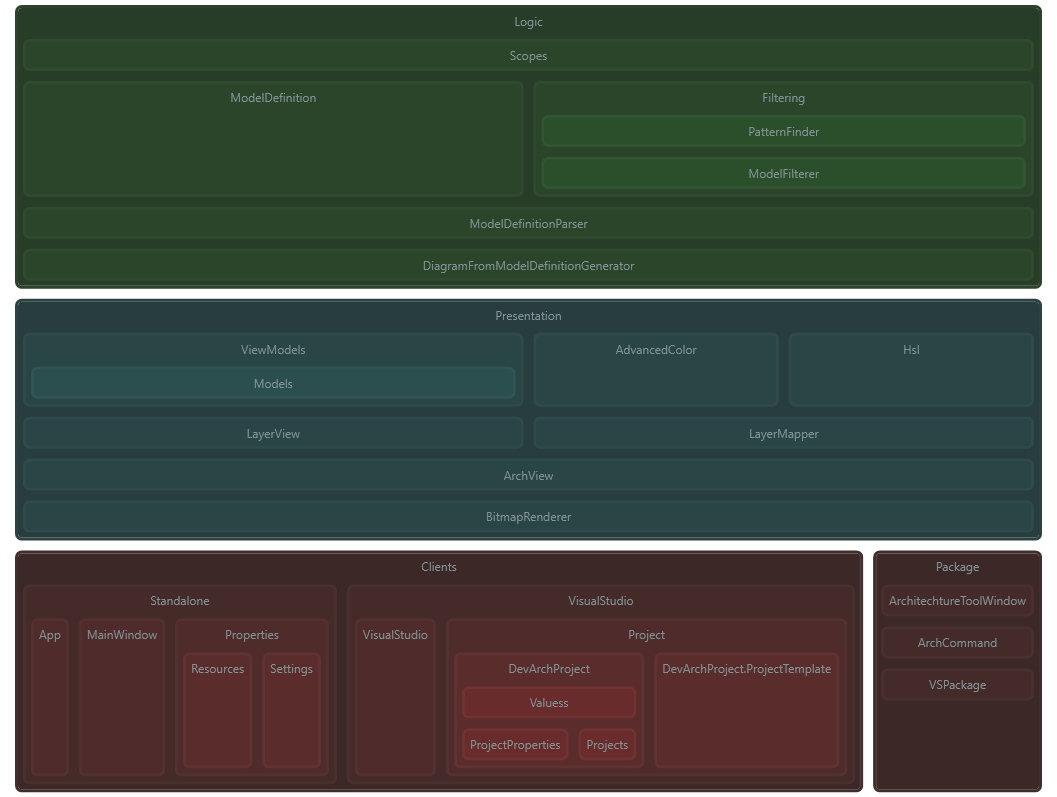 Logic
Scopes
ModelDefinition
Filtering
PatternFinder
ModelFilterer
ModelDefinitionParser
DiagramFromModelDefinitionGenerator
Presentation
ViewModels
AdvancedColor
Hsl
Models
LayerView
LayerMapper
ArchView
BitmapRenderer
Clients
Standalone
App
MainWindow
Properties
Resources
Settings
VisualStudio
VisualStudio
Project
DevArchProject
Valuess
ProjectProperties
Projects
DevArchProject.ProjectTemplate
Package
ArchitechtureToolWindow
ArchCommand
VSPackage